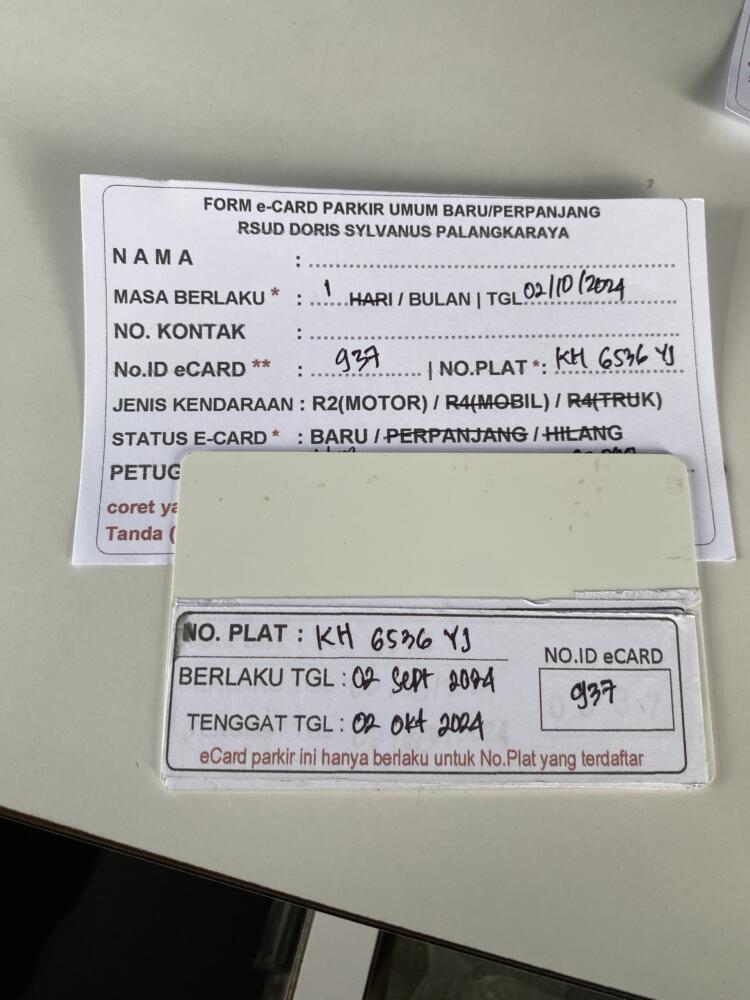 FORM e-CARD PARKIR UMUM BARU/PERPANJANG
RSUD DORIS SYLVANUS PALANGKARAYA
NAMA :
MASA BERLAKU * : 1 HARI / BULAN | TGL 02/10/2024
NO. KONTAK :
No.ID eCARD ** : 937 | NO.PLAT *: KH 6536 YJ
JENIS KENDARAAN : R2(MOTOR) / R4(MOBIL) / R4(TRUK)
STATUS E-CARD * : BARU / PERPANJANG / HILANG
PETUG
coret ya
Tanda (
NO. PLAT : KH 6536 YJ
BERLAKU TGL : 02 Sept 2024
TENGGAT TGL : 02 Okt 2024
NO.ID eCARD
937
eCard parkir ini hanya berlaku untuk No.Plat yang terdaftar